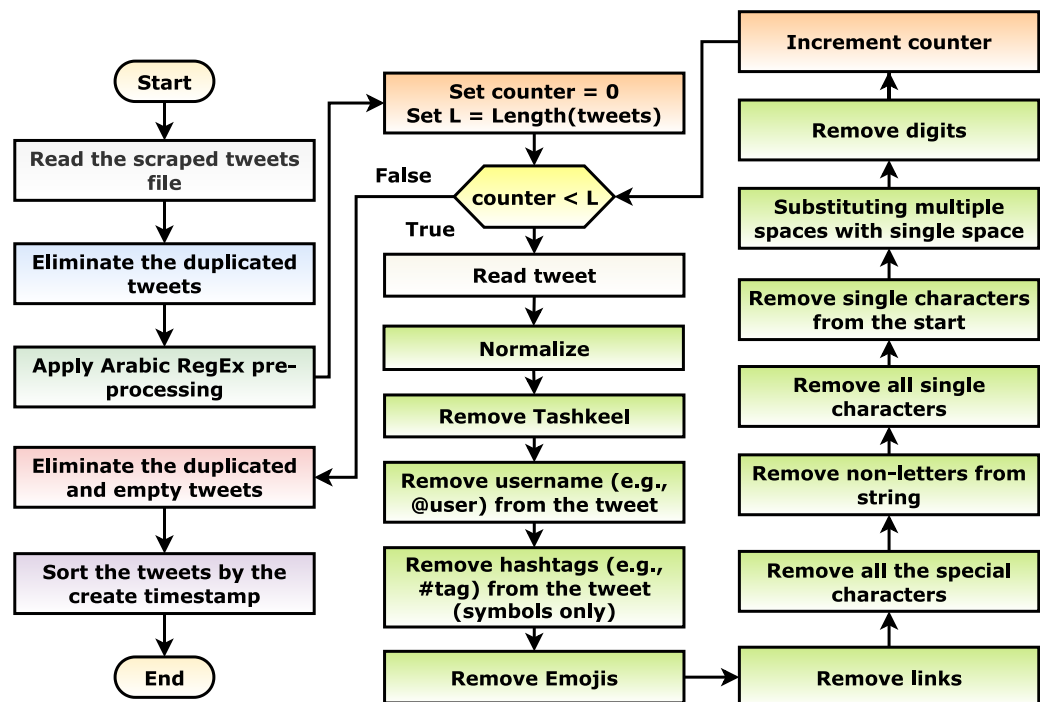 Start
Read the scraped tweets
file
Eliminate the duplicated
tweets
Apply Arabic RegEx pre-
processing
Set counter = 0
Set L = Length(tweets)
counter < L
False
True
Read tweet
Normalize
Remove Tashkeel
Remove username (e.g.,
@user) from the tweet
Remove hashtags (e.g.,
#tag) from the tweet
(symbols only)
Remove Emojis
Remove links
Remove all the special
characters
Remove non-letters from
string
Remove all single
characters
Remove single characters
from the start
Substituting multiple
spaces with single space
Remove digits
Increment counter
Eliminate the duplicated
and empty tweets
Sort the tweets by the
create timestamp
End